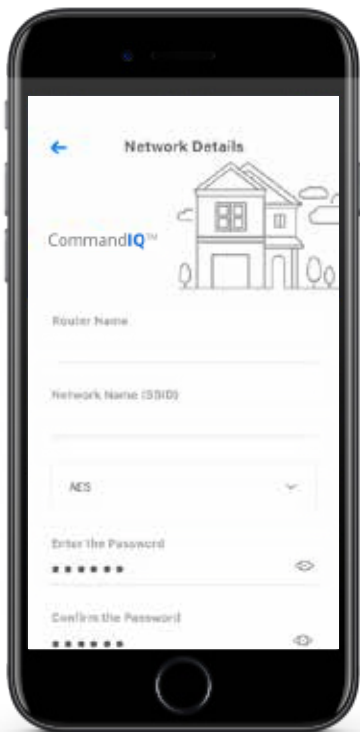 Network Details
CommandIQ™
Router Name
Network Name (SSID)
AES
Enter the Password
Confirm the Password